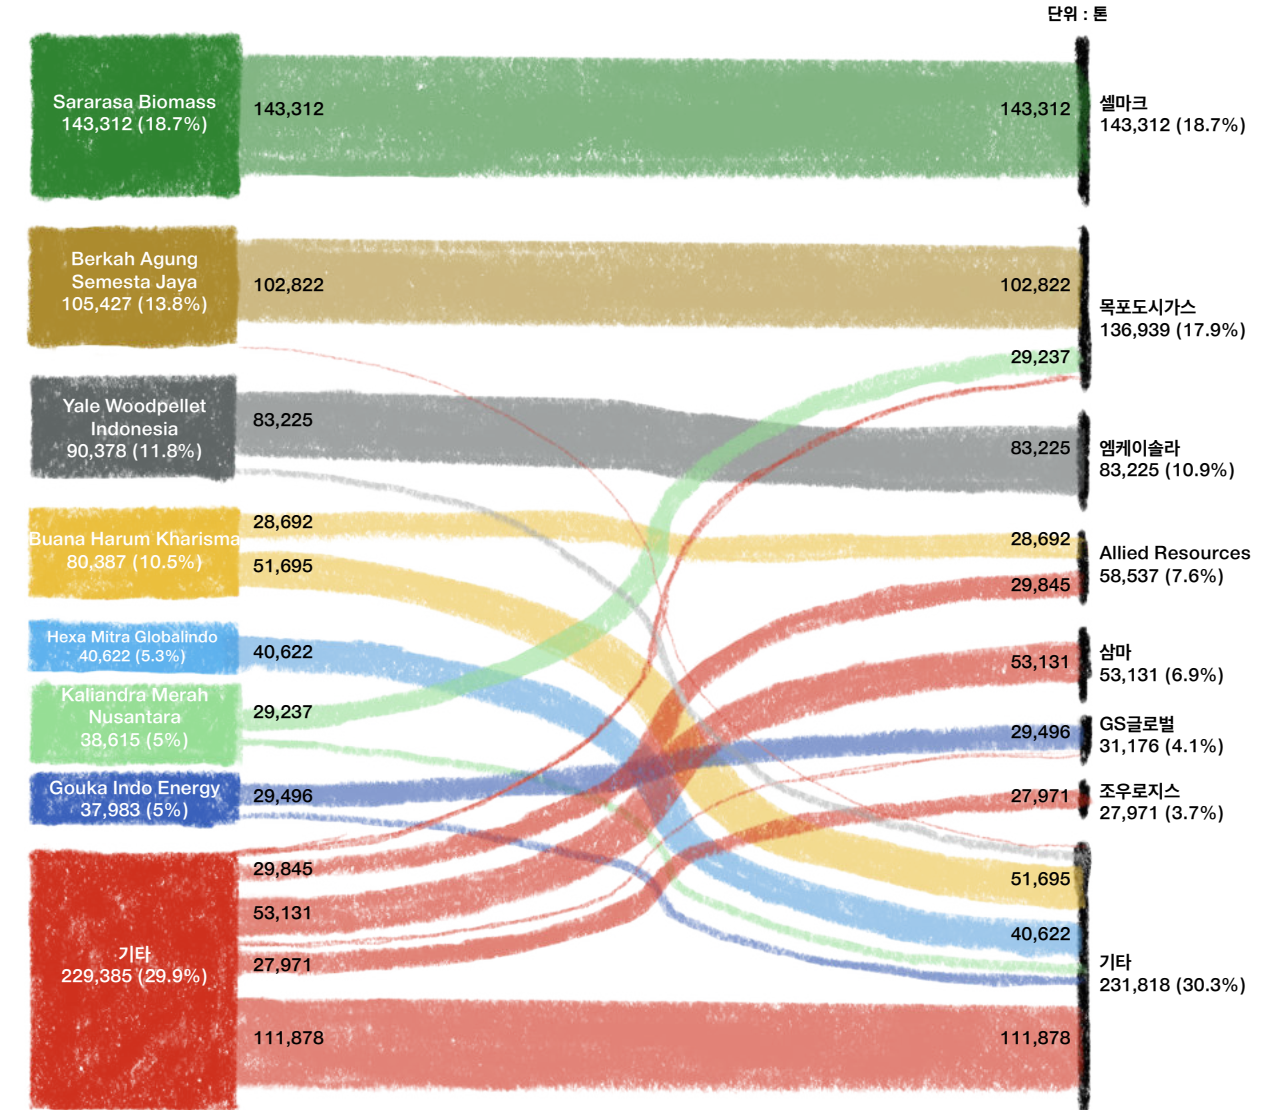 단위 : 톤
Sararasa Biomass
143,312 (18.7%)
143,312
143,312
셀마크
143,312 (18.7%)
Berkah Agung
Semesta Jaya
105,427 (13.8%)
102,822
102,822
29,237
목포도시가스
136,939 (17.9%)
Yale Woodpellet
Indonesia
90,378 (11.8%)
83,225
83,225
엠케이솔라
83,225 (10.9%)
Buana Harum Kharisma
80,387 (10.5%)
28,692
51,695
28,692
29,845
Allied Resources
58,537 (7.6%)
Hexa Mitra Globalindo
40,622 (5.3%)
40,622
53,131
삼마
53,131 (6.9%)
Kaliandra Merah
Nusantara
38,615 (5%)
29,237
29,496
GS글로벌
31,176 (4.1%)
Gouka Indo Energy
37,983 (5%)
29,496
27,971
조우로지스
27,971 (3.7%)
기타
229,385 (29.9%)
29,845
53,131
27,971
111,878
51,695
40,622
111,878
기타
231,818 (30.3%)